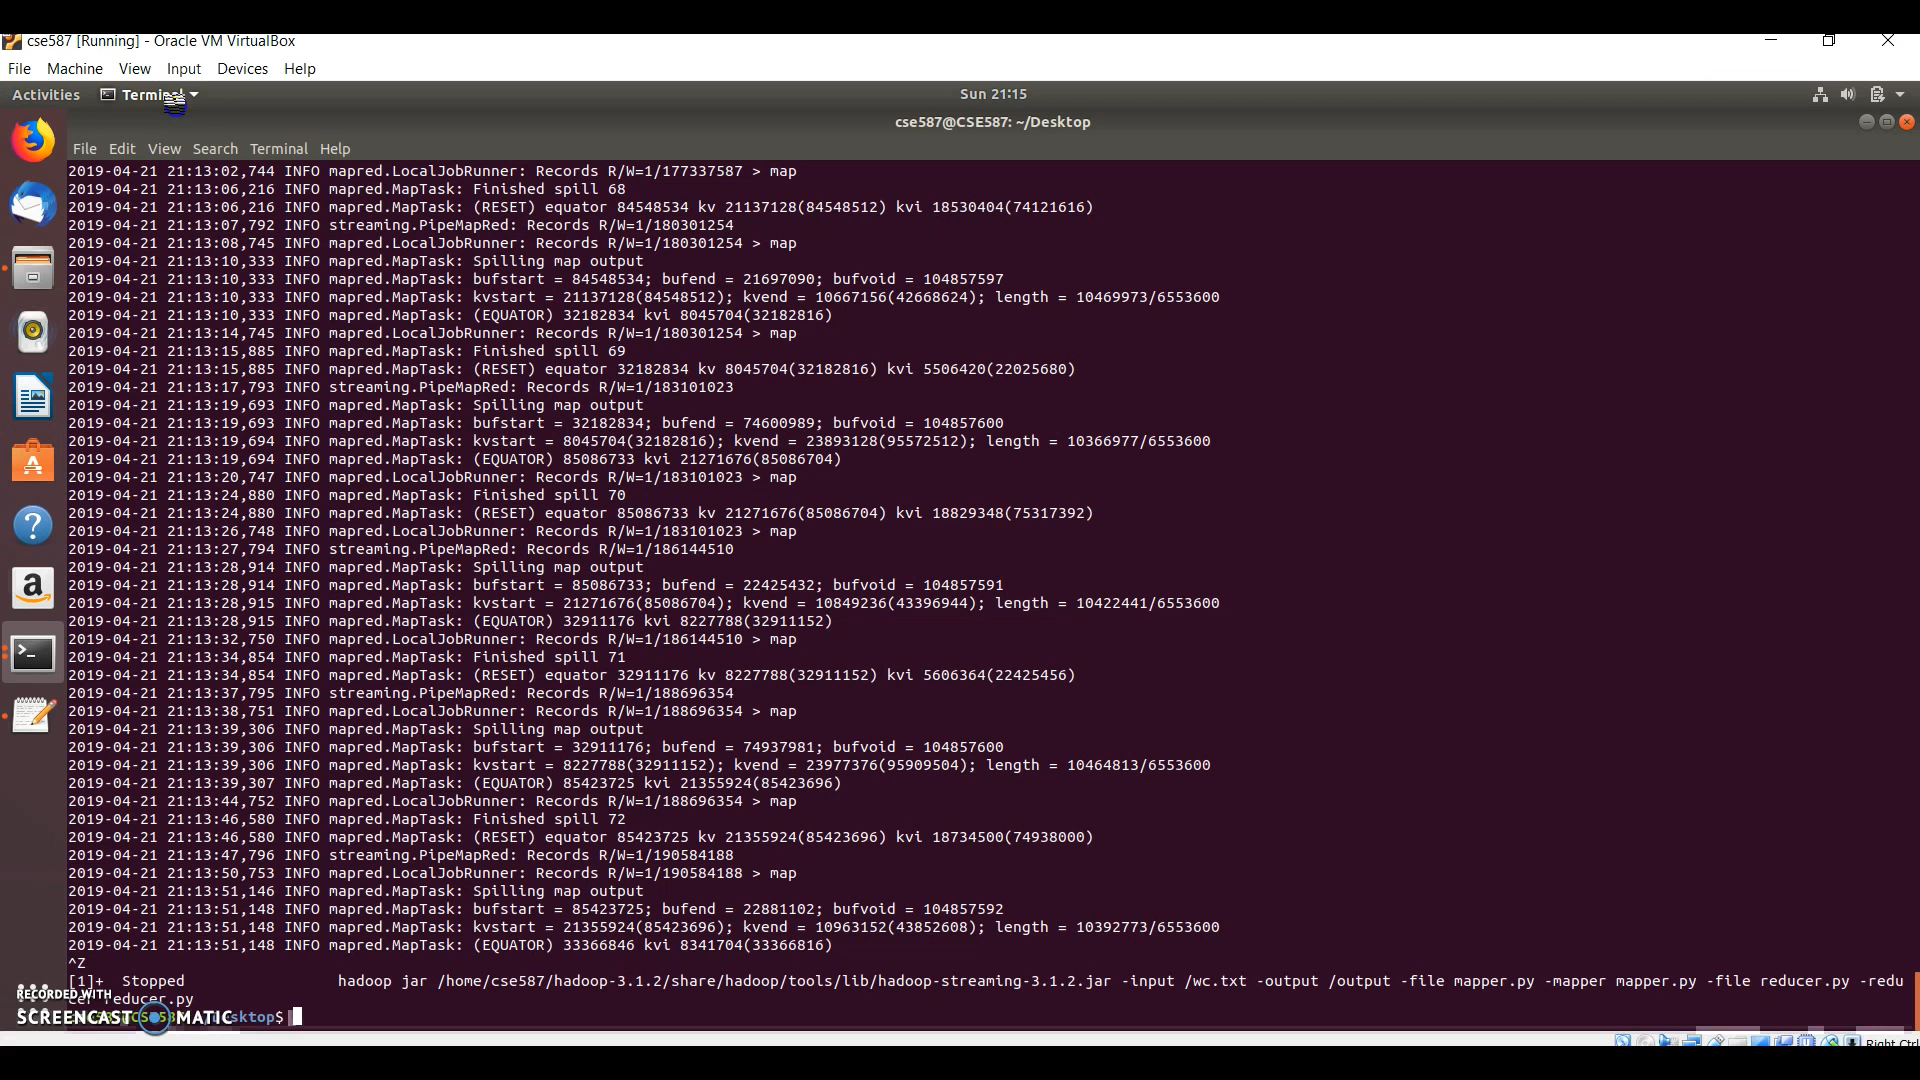 cse587 [Running] - Oracle VM VirtualBox
File Machine View Input Devices Help
Activities Terminal Sun 21:15
cse587@CSE587: ~/Desktop
File Edit View Search Terminal Help
2019-04-21 21:13:02,744 INFO mapred.LocalJobRunner: Records R/W=1/177337587 > map
2019-04-21 21:13:06,216 INFO mapred.MapTask: Finished spill 68
2019-04-21 21:13:06,216 INFO mapred.MapTask: (RESET) equator 84548534 kv 21137128(84548512) kvi 18530404(74121616)
2019-04-21 21:13:07,792 INFO streaming.PipeMapRed: Records R/W=1/180301254
2019-04-21 21:13:08,745 INFO mapred.LocalJobRunner: Records R/W=1/180301254 > map
2019-04-21 21:13:10,333 INFO mapred.MapTask: Spilling map output
2019-04-21 21:13:10,333 INFO mapred.MapTask: bufstart = 84548534; bufend = 21697090; bufvoid = 104857597
2019-04-21 21:13:10,333 INFO mapred.MapTask: kvstart = 21137128(84548512); kvend = 10667156(42668624); length = 10469973/6553600
2019-04-21 21:13:10,333 INFO mapred.MapTask: (EQUATOR) 32182834 kvi 8045704(32182816)
2019-04-21 21:13:14,745 INFO mapred.LocalJobRunner: Records R/W=1/180301254 > map
2019-04-21 21:13:15,885 INFO mapred.MapTask: Finished spill 69
2019-04-21 21:13:15,885 INFO mapred.MapTask: (RESET) equator 32182834 kv 8045704(32182816) kvi 5506420(22025680)
2019-04-21 21:13:17,793 INFO streaming.PipeMapRed: Records R/W=1/183101023
2019-04-21 21:13:19,693 INFO mapred.MapTask: Spilling map output
2019-04-21 21:13:19,693 INFO mapred.MapTask: bufstart = 32182834; bufend = 74600989; bufvoid = 104857600
2019-04-21 21:13:19,694 INFO mapred.MapTask: kvstart = 8045704(32182816); kvend = 23893128(95572512); length = 10366977/6553600
2019-04-21 21:13:19,694 INFO mapred.MapTask: (EQUATOR) 85086733 kvi 21271676(85086704)
2019-04-21 21:13:20,747 INFO mapred.LocalJobRunner: Records R/W=1/183101023 > map
2019-04-21 21:13:24,880 INFO mapred.MapTask: Finished spill 70
2019-04-21 21:13:24,880 INFO mapred.MapTask: (RESET) equator 85086733 kv 21271676(85086704) kvi 18829348(75317392)
2019-04-21 21:13:26,748 INFO mapred.LocalJobRunner: Records R/W=1/183101023 > map
2019-04-21 21:13:27,794 INFO streaming.PipeMapRed: Records R/W=1/186144510
2019-04-21 21:13:28,914 INFO mapred.MapTask: Spilling map output
2019-04-21 21:13:28,914 INFO mapred.MapTask: bufstart = 85086733; bufend = 22425432; bufvoid = 104857591
2019-04-21 21:13:28,915 INFO mapred.MapTask: kvstart = 21271676(85086704); kvend = 10849236(43396944); length = 10422441/6553600
2019-04-21 21:13:28,915 INFO mapred.MapTask: (EQUATOR) 32911176 kvi 8227788(32911152)
2019-04-21 21:13:32,750 INFO mapred.LocalJobRunner: Records R/W=1/186144510 > map
2019-04-21 21:13:34,854 INFO mapred.MapTask: Finished spill 71
2019-04-21 21:13:34,854 INFO mapred.MapTask: (RESET) equator 32911176 kv 8227788(32911152) kvi 5606364(22425456)
2019-04-21 21:13:37,795 INFO streaming.PipeMapRed: Records R/W=1/188696354
2019-04-21 21:13:38,751 INFO mapred.LocalJobRunner: Records R/W=1/188696354 > map
2019-04-21 21:13:39,306 INFO mapred.MapTask: Spilling map output
2019-04-21 21:13:39,306 INFO mapred.MapTask: bufstart = 32911176; bufend = 74937981; bufvoid = 104857600
2019-04-21 21:13:39,306 INFO mapred.MapTask: kvstart = 8227788(32911152); kvend = 23977376(95909504); length = 10464813/6553600
2019-04-21 21:13:39,307 INFO mapred.MapTask: (EQUATOR) 85423725 kvi 21355924(85423696)
2019-04-21 21:13:44,752 INFO mapred.LocalJobRunner: Records R/W=1/188696354 > map
2019-04-21 21:13:46,580 INFO mapred.MapTask: Finished spill 72
2019-04-21 21:13:46,580 INFO mapred.MapTask: (RESET) equator 85423725 kv 21355924(85423696) kvi 18734500(74938000)
2019-04-21 21:13:47,796 INFO streaming.PipeMapRed: Records R/W=1/190584188
2019-04-21 21:13:50,753 INFO mapred.LocalJobRunner: Records R/W=1/190584188 > map
2019-04-21 21:13:51,146 INFO mapred.MapTask: Spilling map output
2019-04-21 21:13:51,148 INFO mapred.MapTask: bufstart = 85423725; bufend = 22881102; bufvoid = 104857592
2019-04-21 21:13:51,148 INFO mapred.MapTask: kvstart = 21355924(85423696); kvend = 10963152(43852608); length = 10392773/6553600
2019-04-21 21:13:51,148 INFO mapred.MapTask: (EQUATOR) 33366846 kvi 8341704(33366816)
^Z
[1]+ Stopped hadoop jar /home/cse587/hadoop-3.1.2/share/hadoop/tools/lib/hadoop-streaming-3.1.2.jar -input /wc.txt -output /output -file mapper.py -mapper mapper.py -file reducer.py -redu
cer reducer.py
RECORDED WITH
SCREENCAST MATIC
Right Ctrl